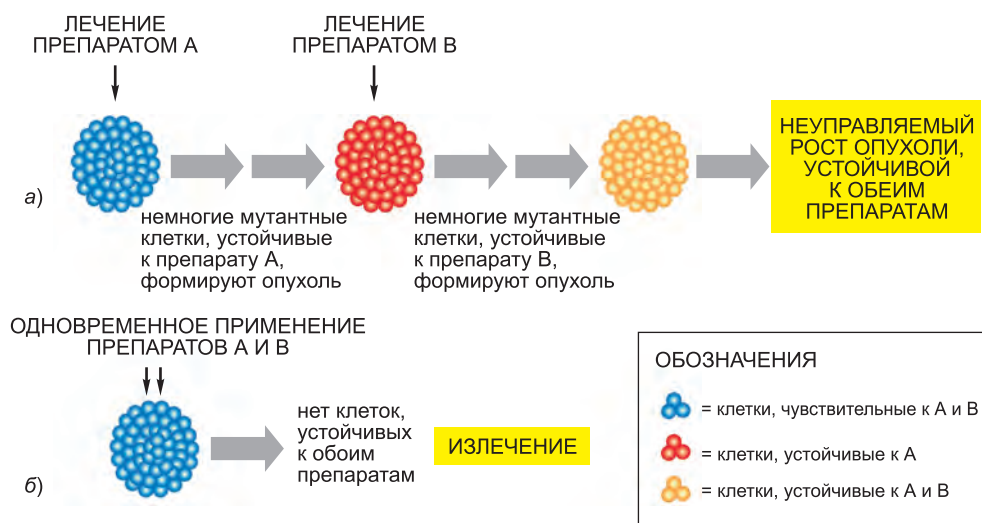 ЛЕЧЕНИЕ
ПРЕПАРАТОМ А
ЛЕЧЕНИЕ
ПРЕПАРАТОМ В
а)
немногие мутантные
клетки, устойчивые
к препарату А,
формируют опухоль
немногие мутантные
клетки, устойчивые
к препарату В,
формируют опухоль
НЕУПРАВЛЯЕМЫЙ
РОСТ ОПУХОЛИ,
УСТОЙЧИВОЙ
К ОБЕИМ
ПРЕПАРАТАМ
ОДНОВРЕМЕННОЕ ПРИМЕНЕНИЕ
ПРЕПАРАТОВ А И В
б)
нет клеток,
устойчивых
к обоим
препаратам
ИЗЛЕЧЕНИЕ
ОБОЗНАЧЕНИЯ
= клетки, чувствительные к А и В
= клетки, устойчивые к А
= клетки, устойчивые к А и В